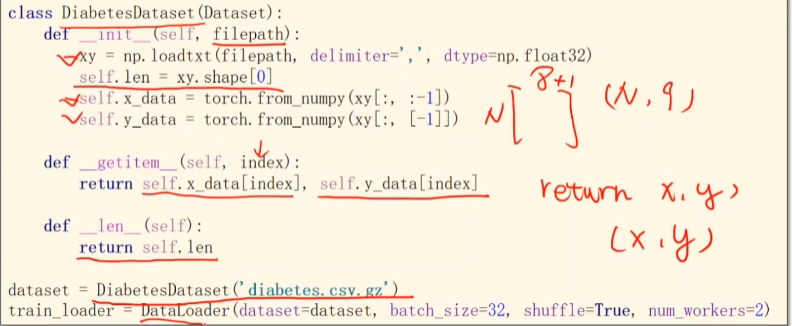 class DiabetesDataset(Dataset):
    def __init__(self, filepath):
        xy = np.loadtxt(filepath, delimiter=',', dtype=np.float32)
        self.len = xy.shape[0]
        self.x_data = torch.from_numpy(xy[:, :-1])
        self.y_data = torch.from_numpy(xy[:, [-1]])
N [ 8+1 ] (N, 9)
    def __getitem__(self, index):
        return self.x_data[index], self.y_data[index]
return x, y,
(x, y)
    def __len__(self):
        return self.len
dataset = DiabetesDataset('diabetes.csv.gz')
train_loader = DataLoader(dataset=dataset, batch_size=32, shuffle=True, num_workers=2)